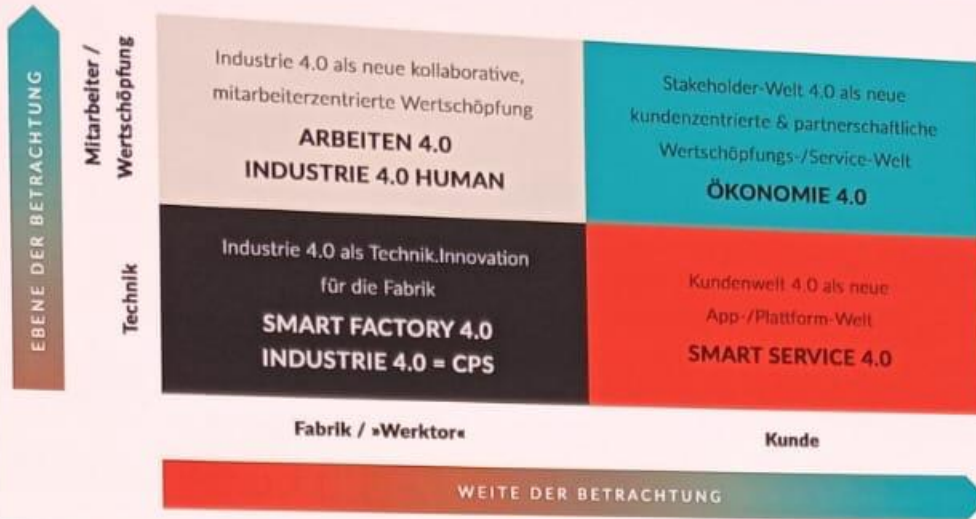 EBENE DER BETRACHTUNG
Mitarbeiter /
Wertschöpfung
Technik
Industrie 4.0 als neue kollaborative,
mitarbeiterzentrierte Wertschöpfung
ARBEITEN 4.0
INDUSTRIE 4.0 HUMAN
Stakeholder-Welt 4.0 als neue
kundenzentrierte & partnerschaftliche
Wertschöpfungs-/Service-Welt
ÖKONOMIE 4.0
Industrie 4.0 als Technik.Innovation
für die Fabrik
SMART FACTORY 4.0
INDUSTRIE 4.0 = CPS
Kundenwelt 4.0 als neue
App-/Plattform-Welt
SMART SERVICE 4.0
Fabrik / »Werktor«
Kunde
WEITE DER BETRACHTUNG